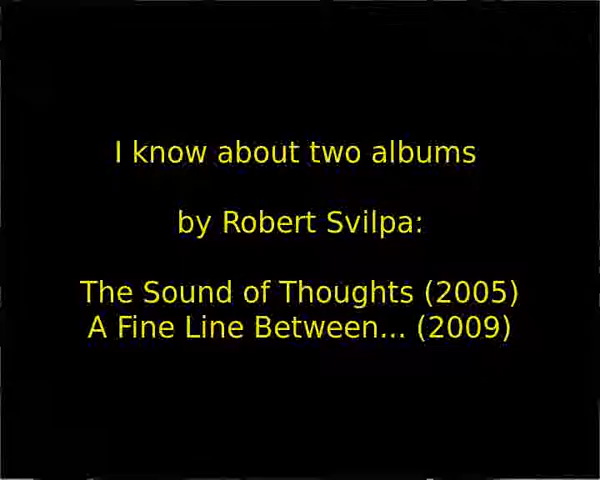 I know about two albums
by Robert Svilpa:
The Sound of Thoughts (2005)
A Fine Line Between... (2009)